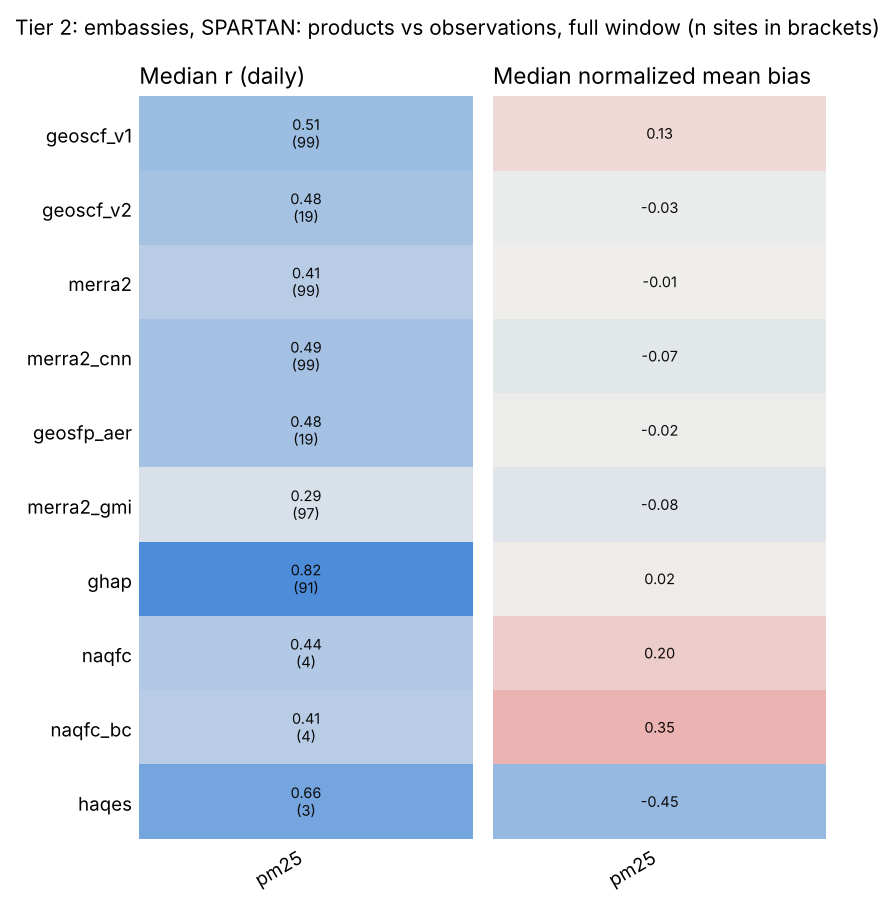 Tier 2: embassies, SPARTAN: products vs observations, full window (n sites in brackets)
Median r (daily)
Median normalized mean bias
geoscf_v1
0.51
(99)
0.13
geoscf_v2
0.48
(19)
-0.03
merra2
0.41
(99)
-0.01
merra2_cnn
0.49
(99)
-0.07
geosfp_aer
0.48
(19)
-0.02
merra2_gmi
0.29
(97)
-0.08
ghap
0.82
(91)
0.02
naqfc
0.44
(4)
0.20
naqfc_bc
0.41
(4)
0.35
haqes
0.66
(3)
-0.45
pm25
pm25